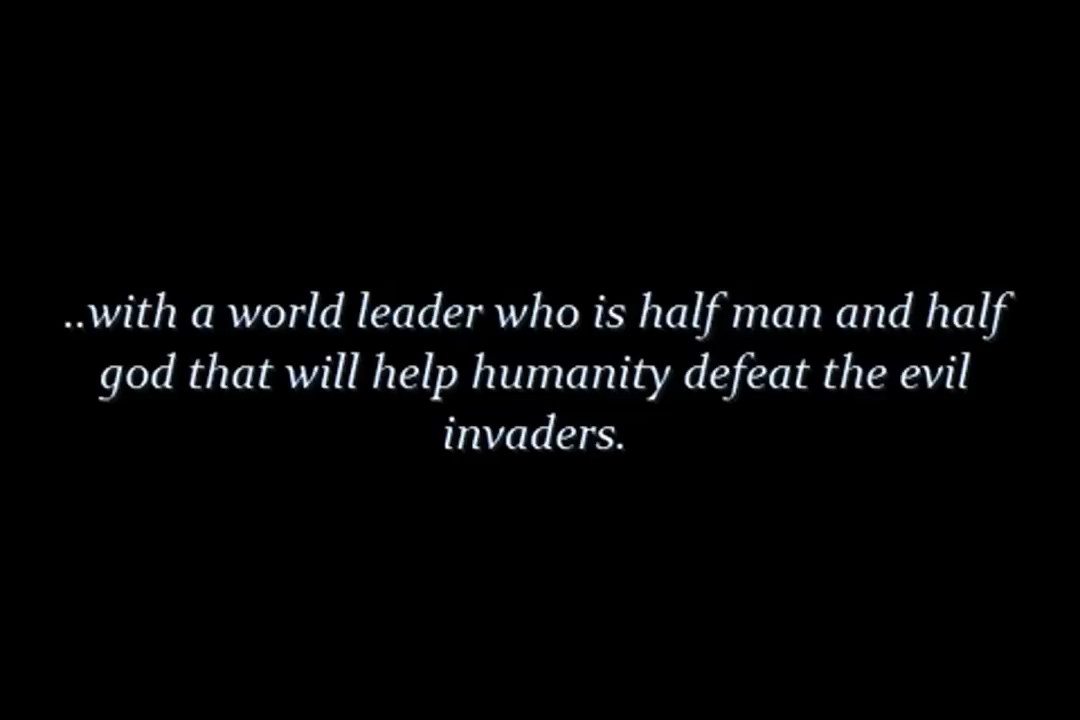 ..with a world leader who is half man and half
god that will help humanity defeat the evil
invaders.